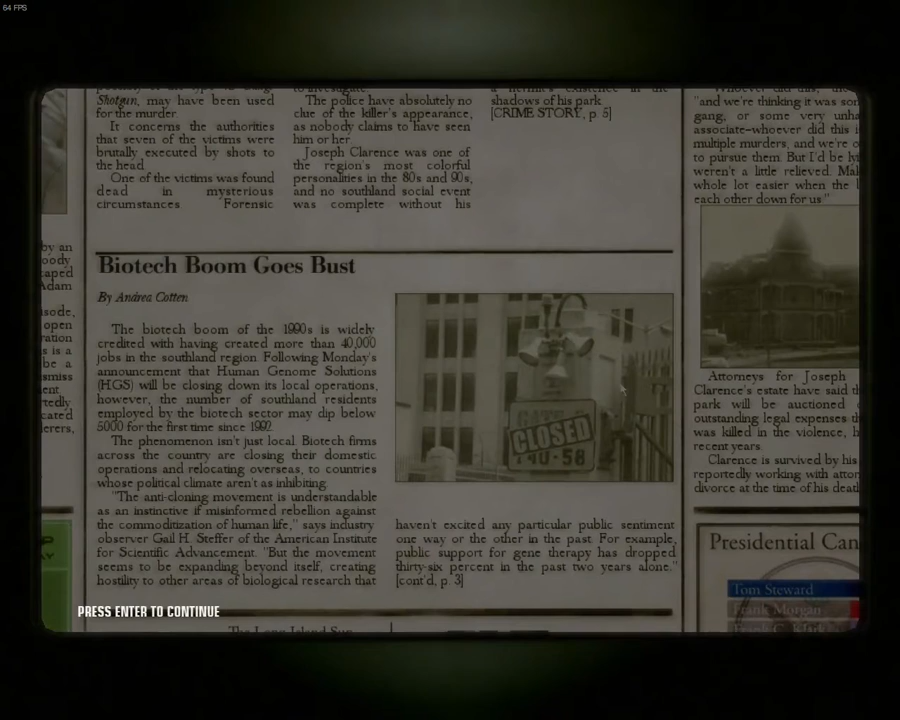 64 FPS
by an
Shotgun, may have been used
for the murder.
It concerns the authorities
that seven of the victims were
brutally executed by shots to
the head.
One of the victims was found
dead in mysterious
circumstances. "Forensic
to investigate.
The police have absolutely no
clue of the killer's appearance,
as nobody claims to have seen
him or her.
Joseph Clarence was one of
the region's most colorful
personalities in the 80s and 90s,
and no southland social event
was complete without his
shadows of his park.
[CRIME STORY, p. 5]
"and we're thinking it was
gang, or some very
associate-whoever did this
multiple murders, and we're
to pursue them. But I'd be
weren't a little relieved.
whole lot easier when the
each other down for us."
Biotech Boom Goes Bust
By Andrea Cotten
The biotech boom of the 1990s is widely
credited with having created more than 40,000
jobs in the southland region. Following Monday's
announcement that Human Genome Solutions
(HGS) will be closing down its local operations,
however, the number of southland residents
employed by the biotech sector may dip below
5000 for the first time since 1992.
The phenomenon isn't just local. Biotech firms
across the country are closing their domestic
operations and relocating overseas, to countries
whose political climate aren't as inhibiting.
"The anti-cloning movement is understandable
as an instinctive if misinformed rebellion against
the commoditization of human life," says industry
observer Gail H. Steffer of the American Institute
for Scientific Advancement. "But the movement
seems to be expanding beyond itself, creating
hostility to other areas of biological research that
CLOSED
140-58
haven't excited any particular public sentiment
one way or the other in the past. For example,
public support for gene therapy has dropped
thirty-six percent in the past two years alone."
[cont'd, p. 3]
Attorneys for Joseph
Clarence's estate have said
park will be auctioned
outstanding legal expenses
was killed in the violence,
recent years.
Clarence is survived by his
reportedly working with
divorce at the time of his
Presidential
Tom Steward
Frank Morgan
PRESS ENTER TO CONTINUE